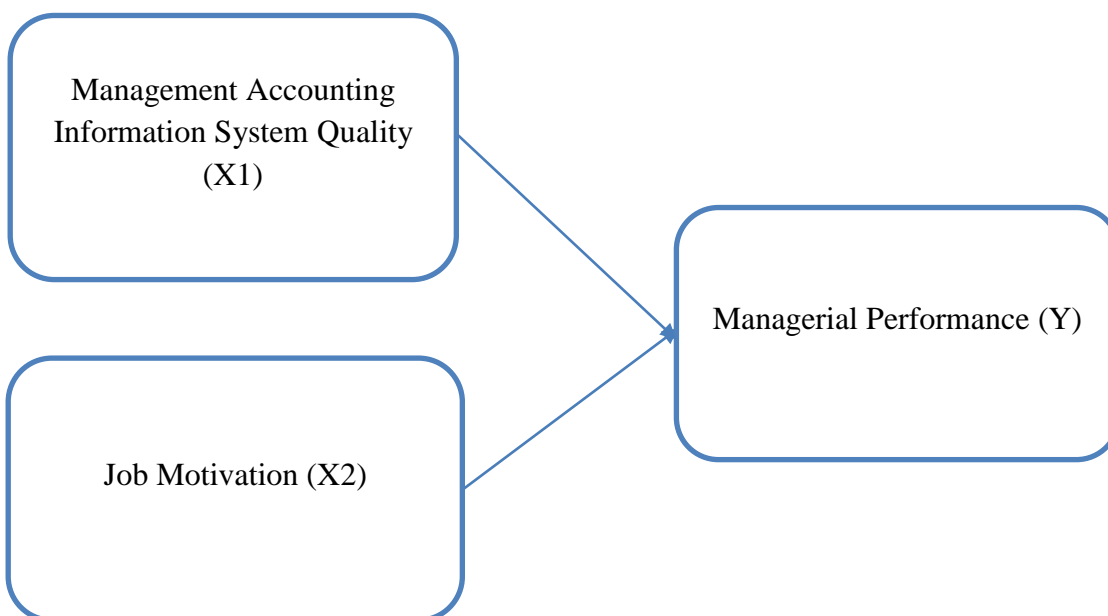 Management Accounting
Information System Quality
(X1)
Managerial Performance (Y)
Job Motivation (X2)